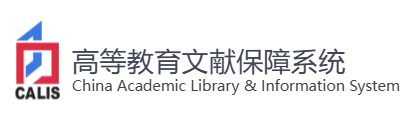 高等教育文献保障系统
China Academic Library & Information System
CALIS